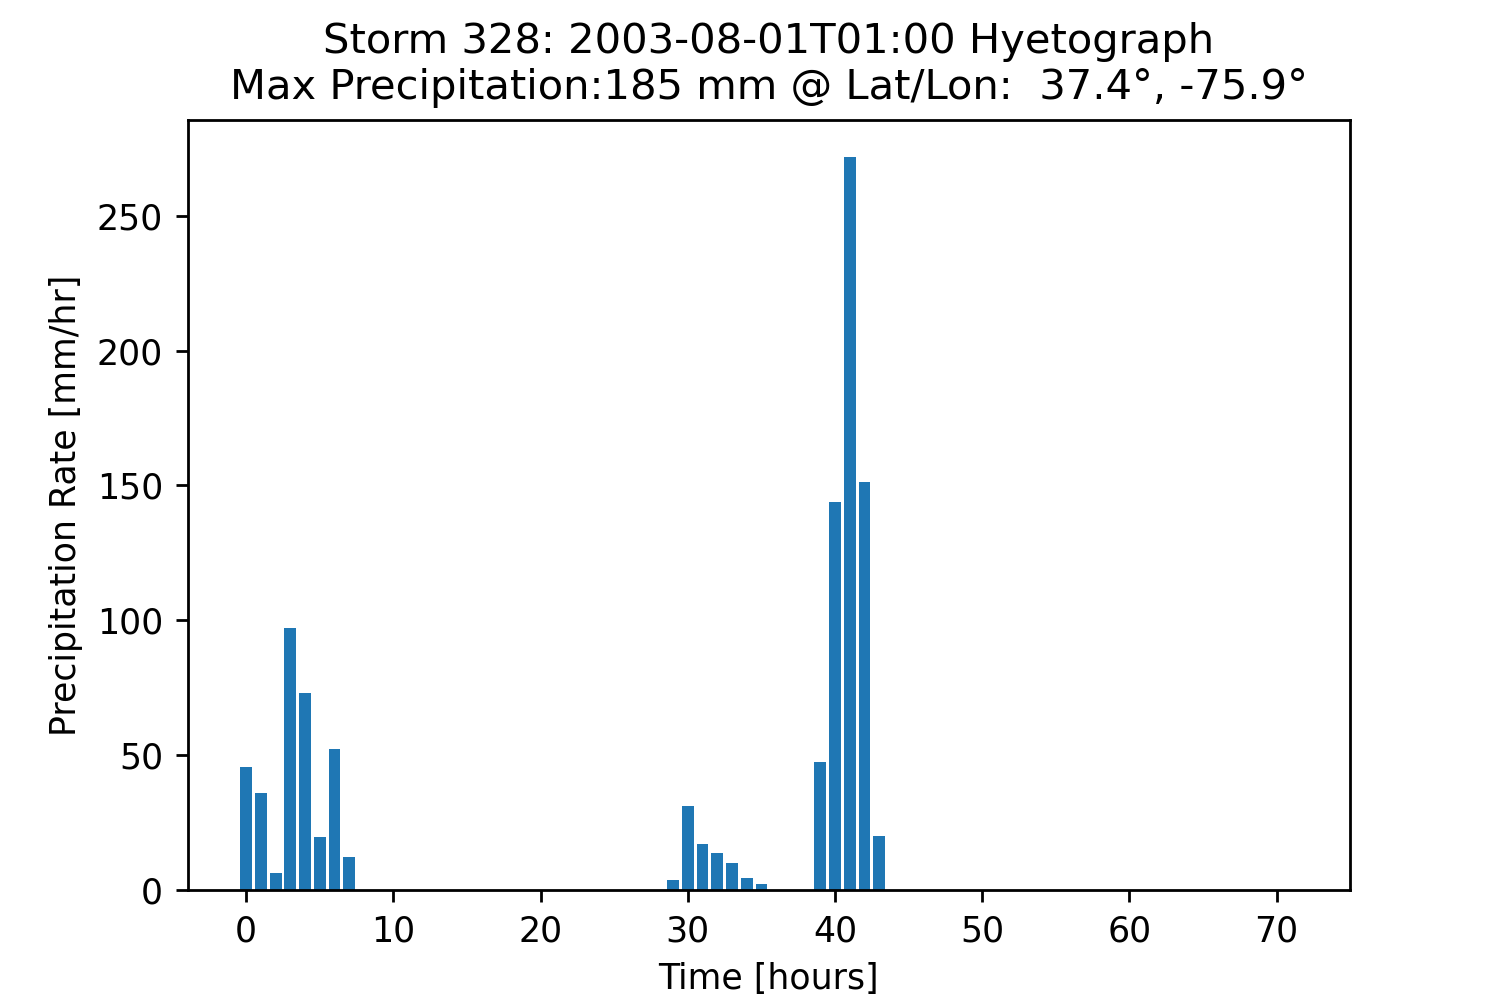 Storm 328: 2003-08-01T01:00 Hyetograph
Max Precipitation:185 mm @ Lat/Lon:  37.4°, -75.9°
Precipitation Rate [mm/hr]
250
200
150
100
50
0
0 10 20 30 40 50 60 70
Time [hours]